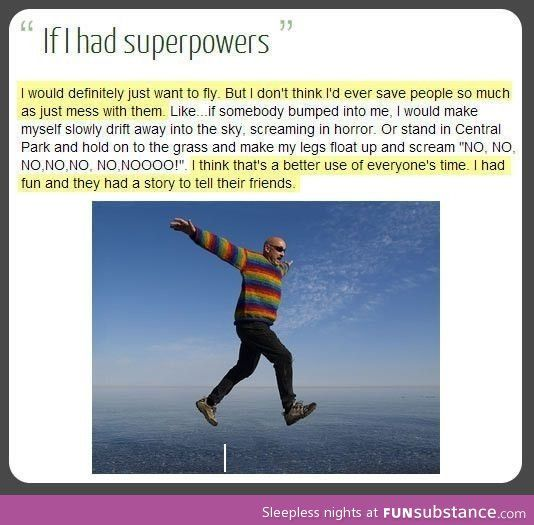 “ If I had superpowers ”
I would definitely just want to fly. But I don't think I'd ever save people so much
as just mess with them. Like...if somebody bumped into me, I would make
myself slowly drift away into the sky, screaming in horror. Or stand in Central
Park and hold on to the grass and make my legs float up and scream "NO, NO,
NO,NO,NO, NO,NOOOO!". I think that's a better use of everyone's time. I had
fun and they had a story to tell their friends.
Sleepless nights at FUNsubstance.com